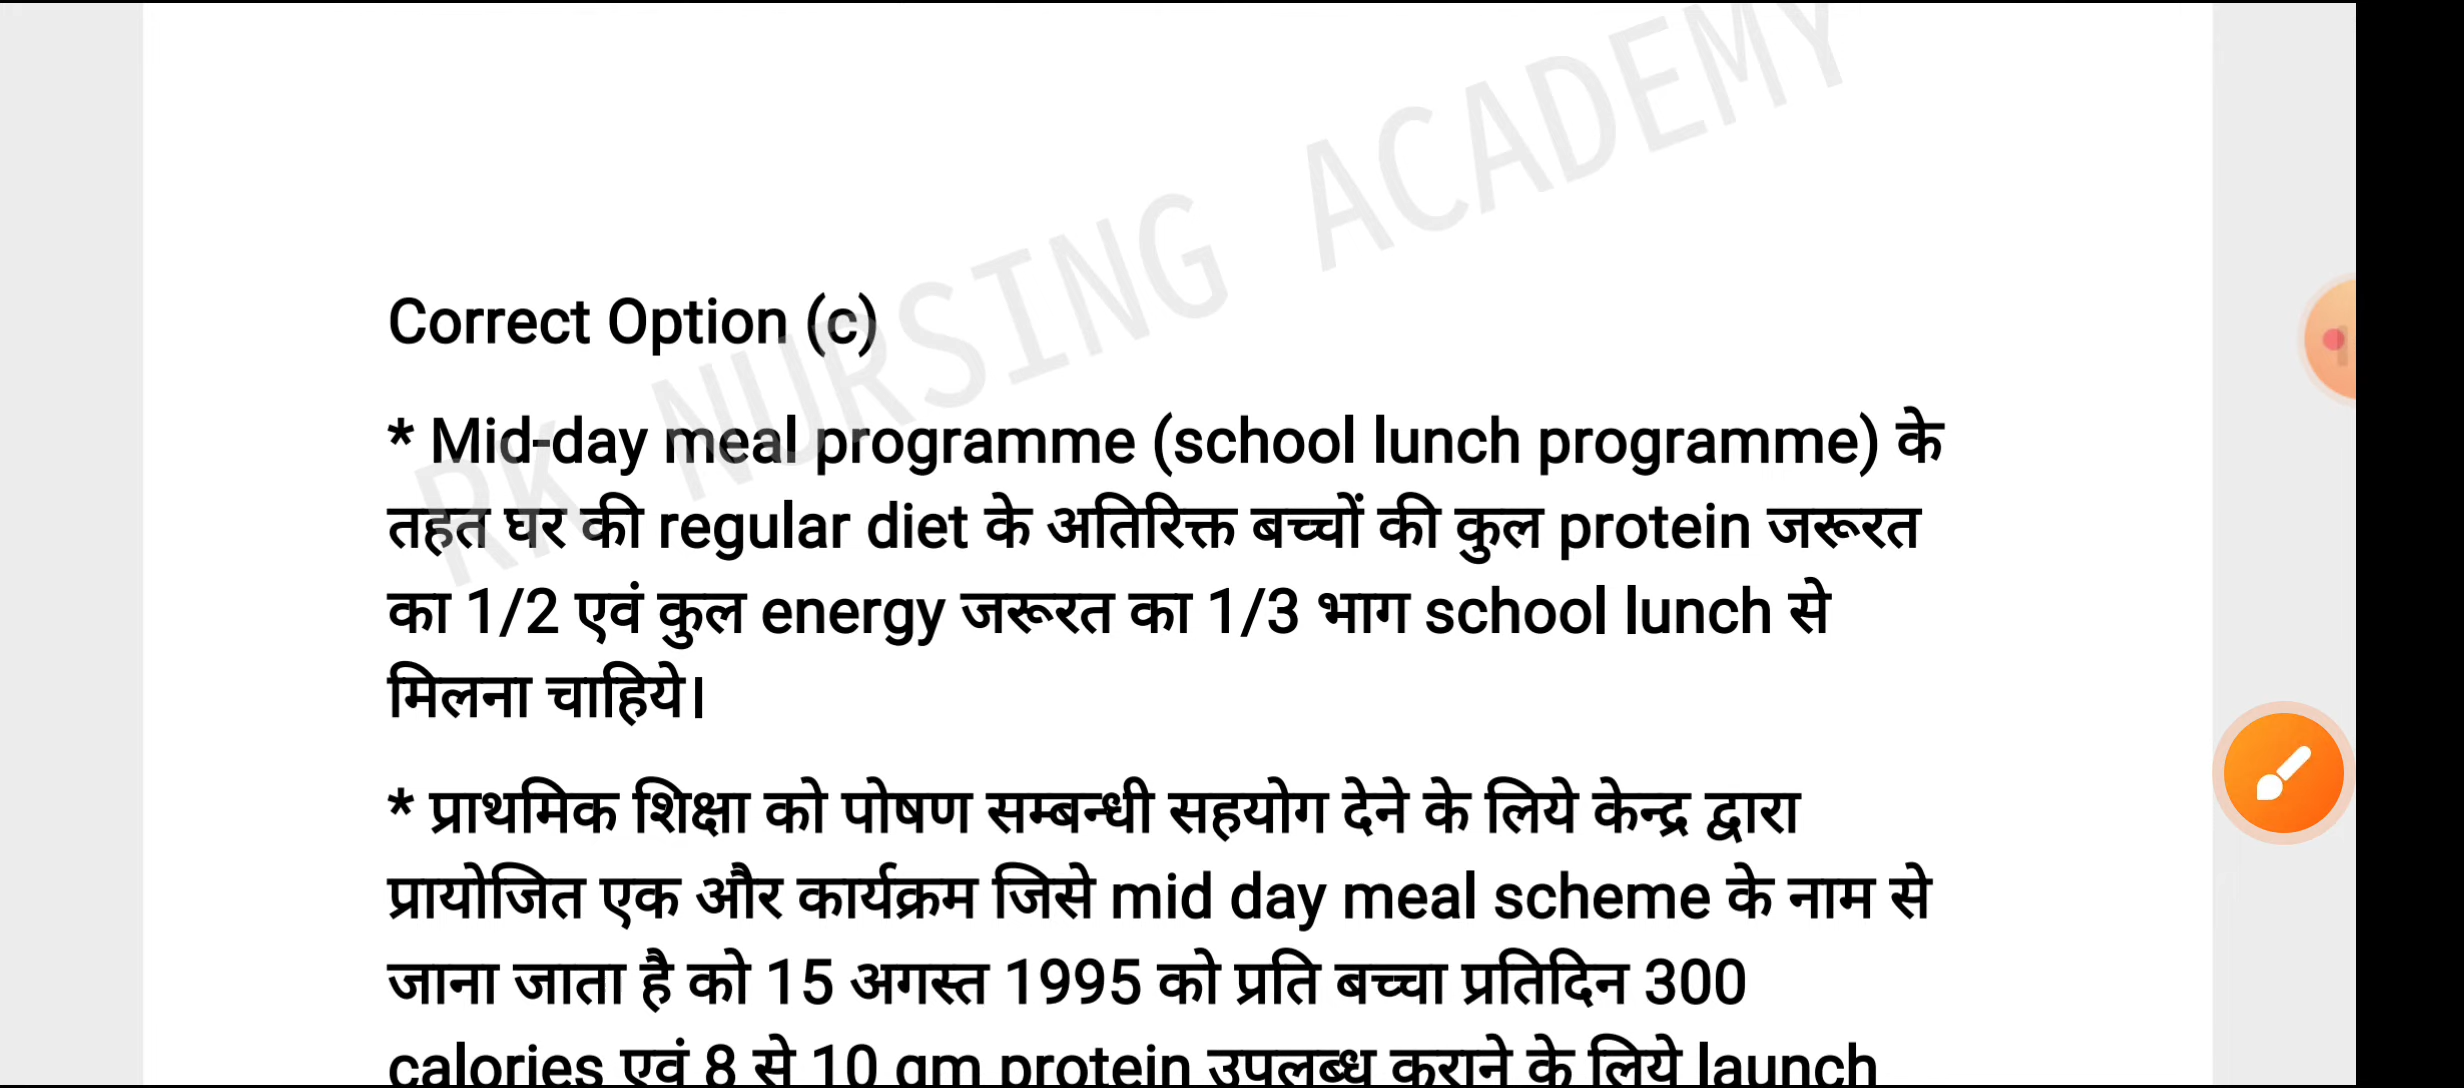 RK NURSING ACADEMY
Correct Option (c)
* Mid-day meal programme (school lunch programme) के
तहत घर की regular diet के अतिरिक्त बच्चों की कुल protein जरूरत
का 1/2 एवं कुल energy जरूरत का 1/3 भाग school lunch से
मिलना चाहिये।
* प्राथमिक शिक्षा को पोषण सम्बन्धी सहयोग देने के लिये केन्द्र द्वारा
प्रायोजित एक और कार्यक्रम जिसे mid day meal scheme के नाम से
जाना जाता है को 15 अगस्त 1995 को प्रति बच्चा प्रतिदिन 300
calories एवं 8 से 10 gm protein उपलब्ध कराने के लिये launch